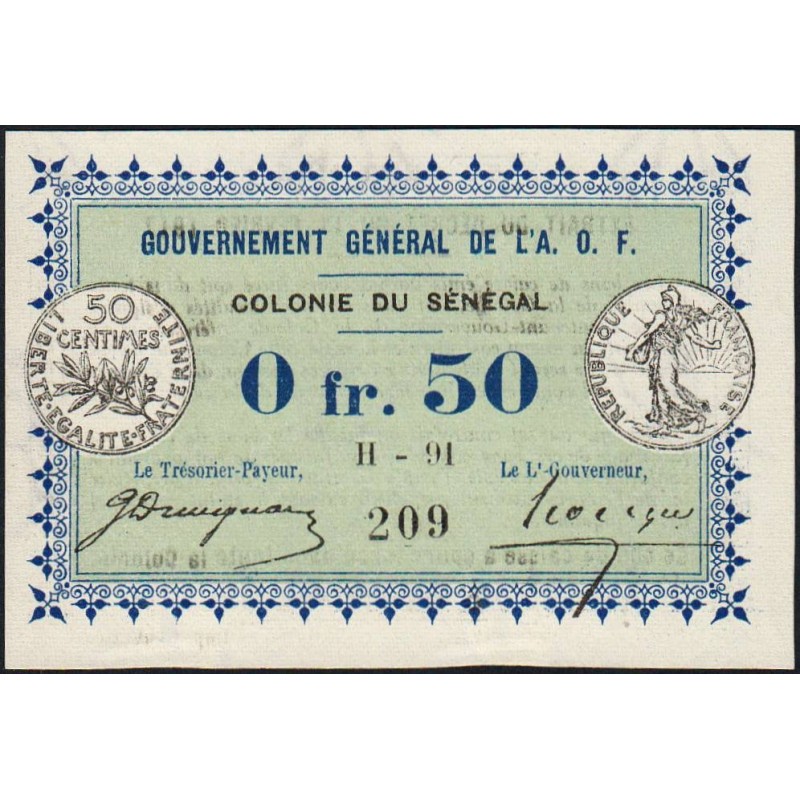 GOUVERNEMENT GÉNÉRAL DE L'A. O. F.
COLONIE DU SÉNÉGAL
50
CENTIMES
LIBERTE·EGALITE·FRATERNITE
REPUBLIQUE FRANÇAISE
0 fr. 50
H - 91
Le Trésorier-Payeur,
Le Lt-Gouverneur,
209